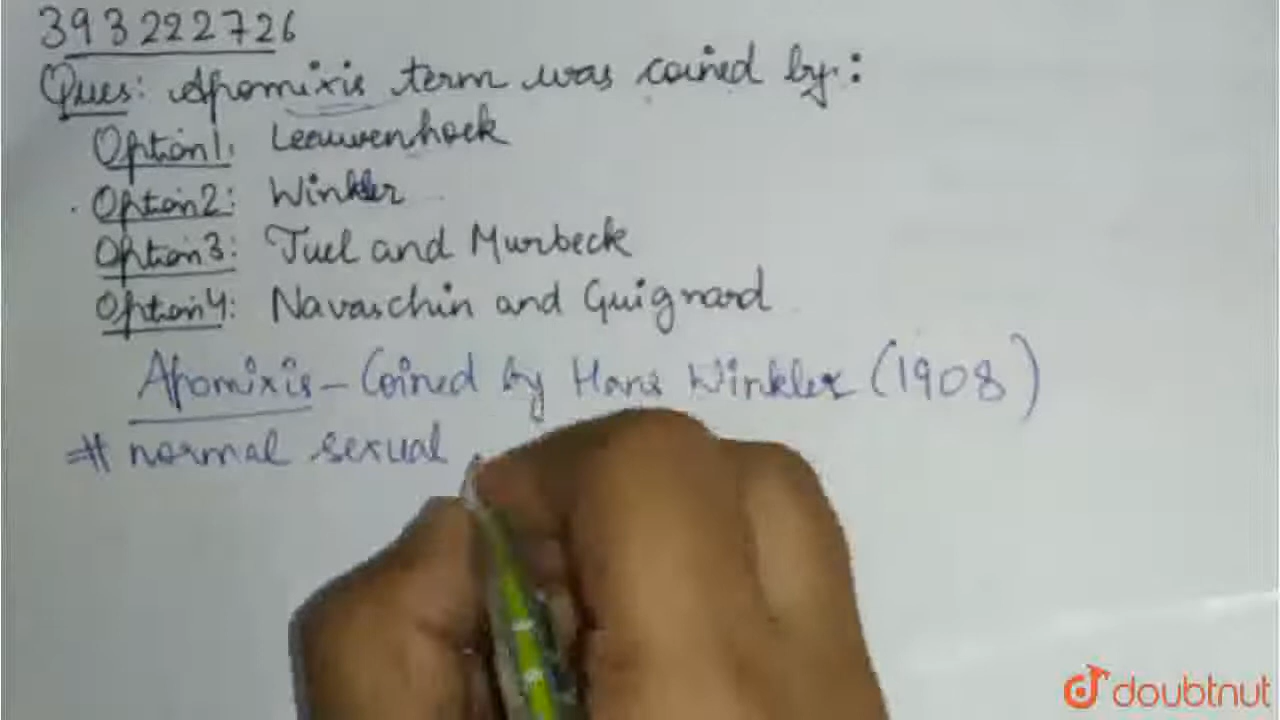 393222726
Ques: Apomixis term was coined by:
Option1: Leeuwenhoek
Option2: Winkler
Option3: Juel and Murbeck
Option4: Navaschin and Guignard
Apomixis - Coined by Hans Winkler (1908)
# normal sexual
doubtnut